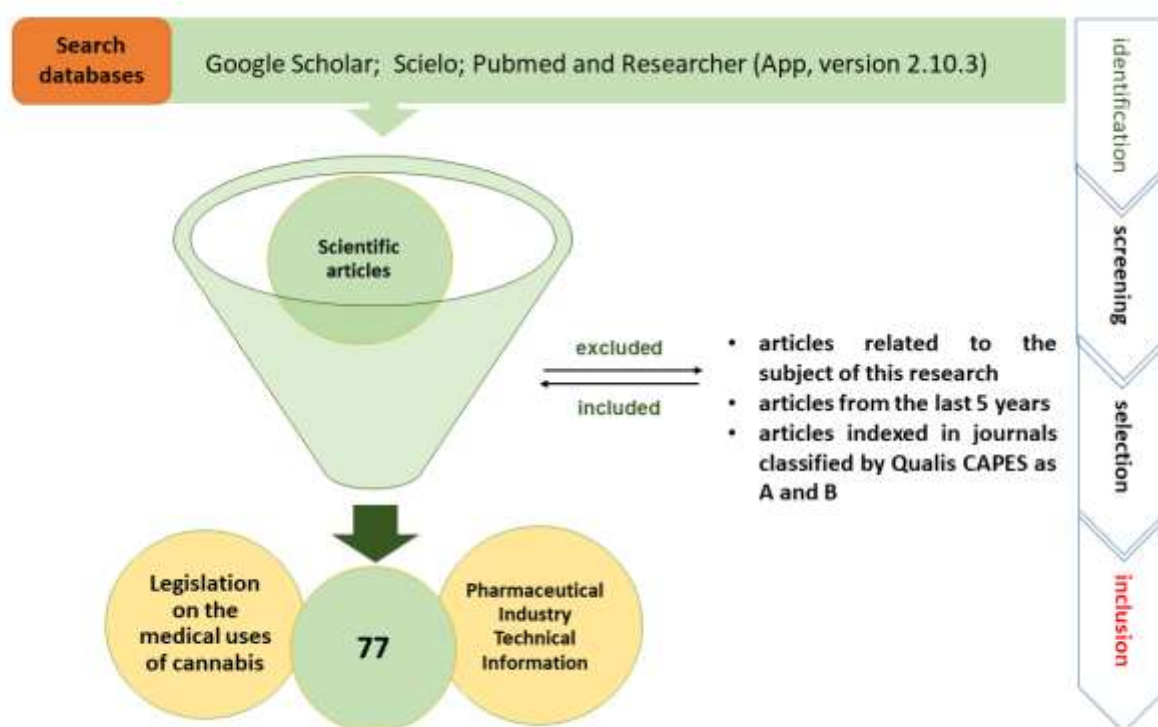 Search
databases
Google Scholar; Scielo; Pubmed and Researcher (App, version 2.10.3)
identification
Scientific
articles
screening
excluded
included
• articles related to the
subject of this research
• articles from the last 5 years
• articles indexed in journals
classified by Qualis CAPES as
A and B
selection
Legislation
on the
medical uses
of cannabis
77
Pharmaceutical
Industry
Technical
Information
inclusion